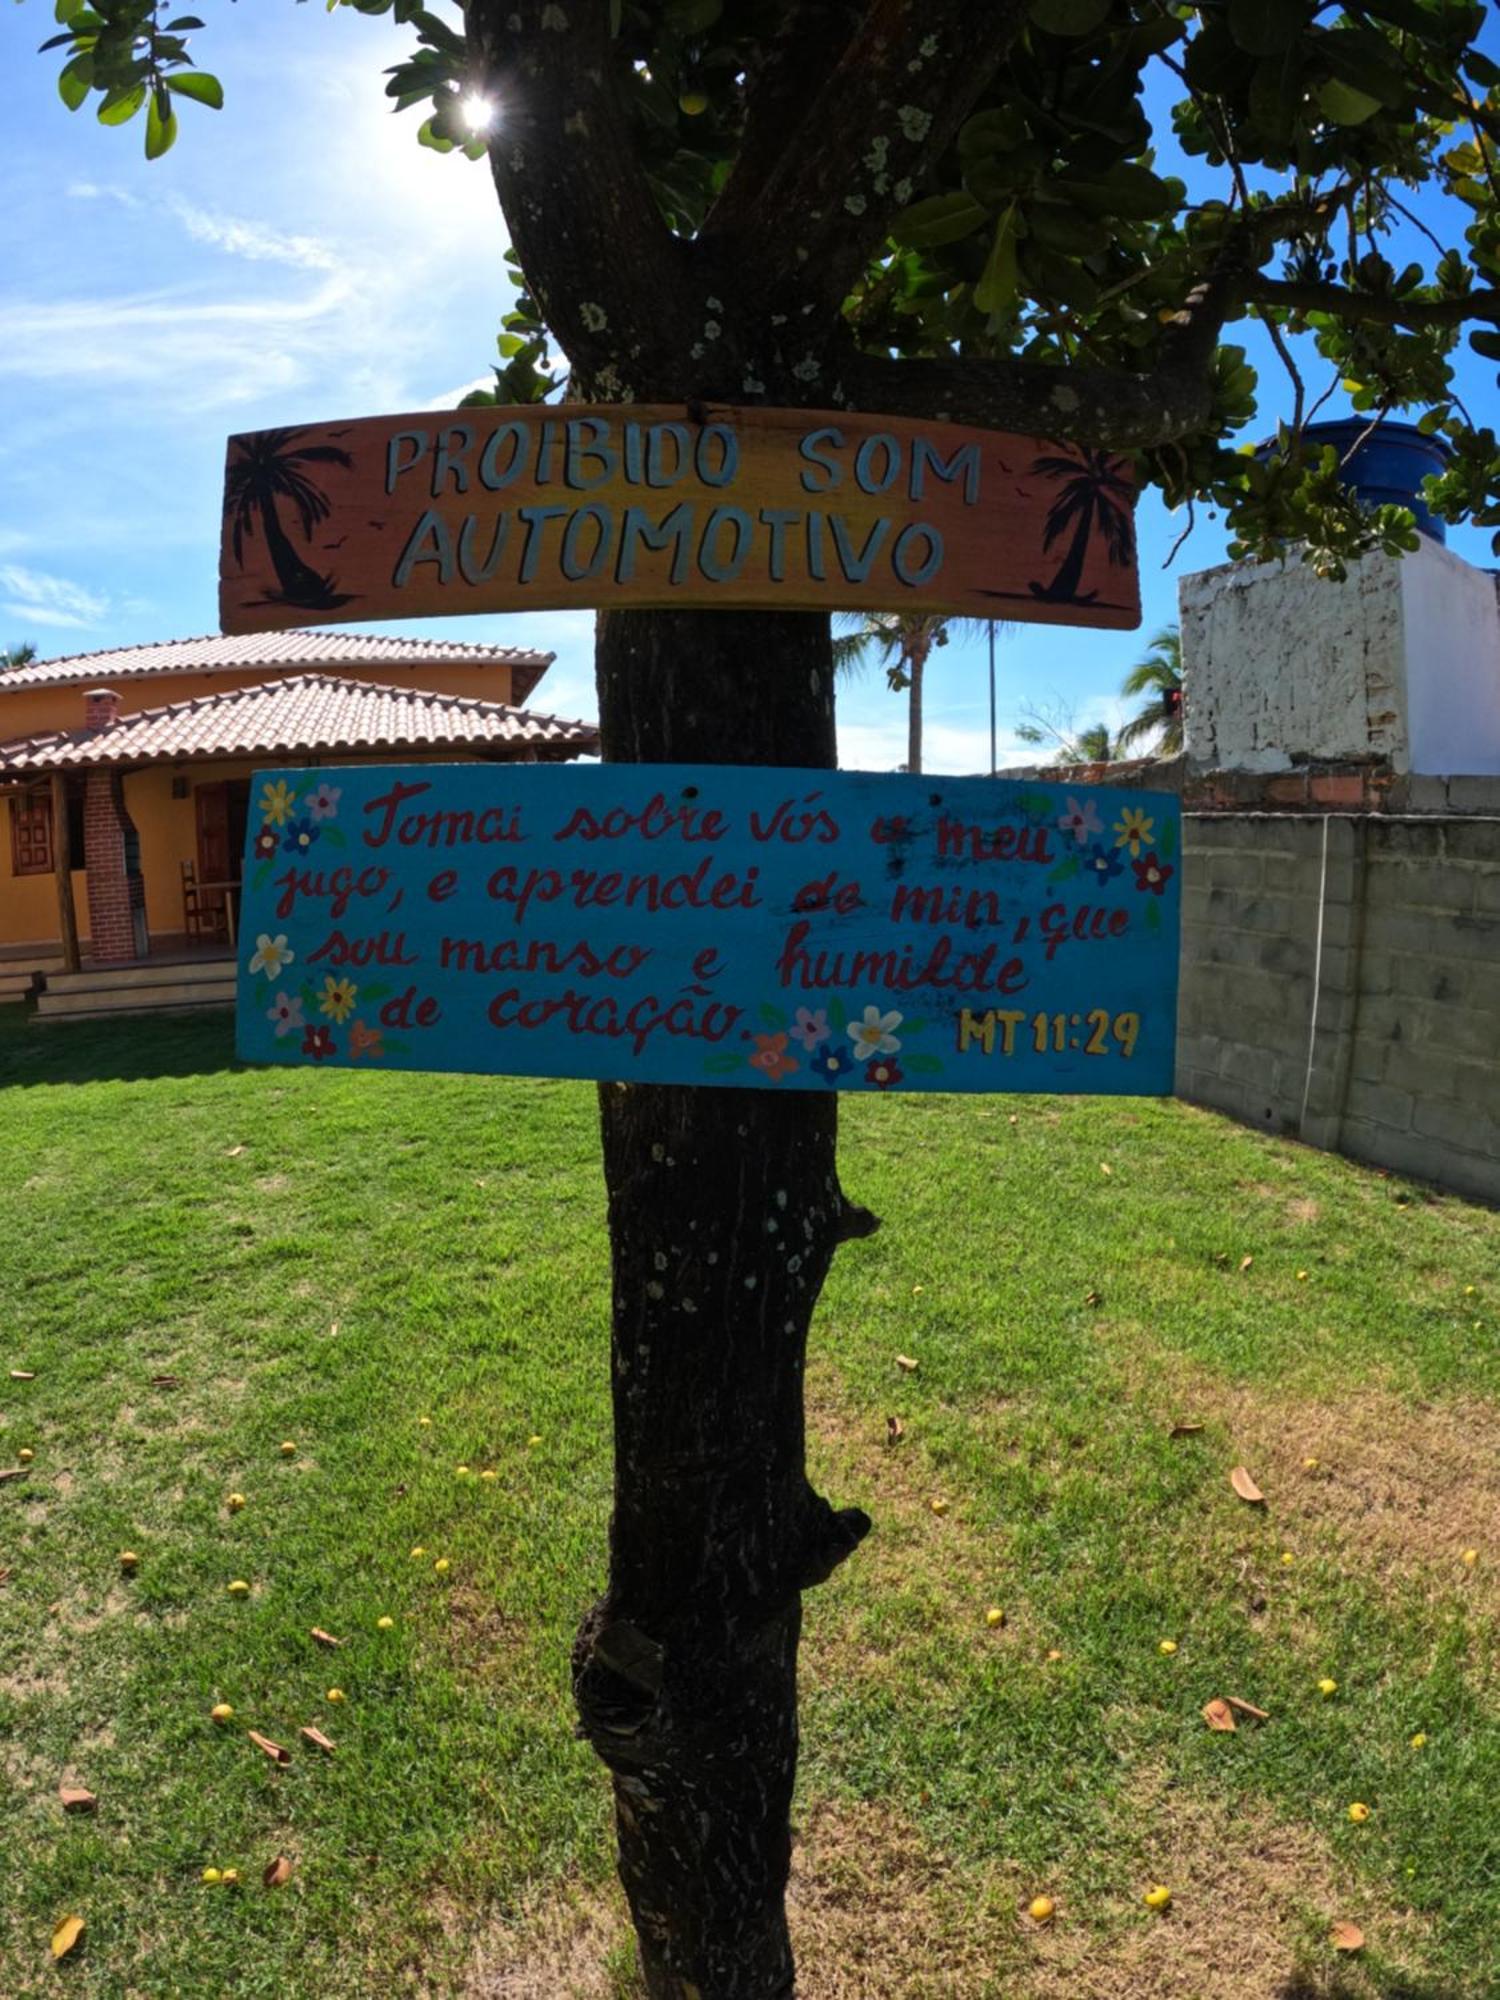 PROIBIDO SOM
AUTOMOTIVO
Tomai sobre vós o meu
jugo, e aprendei de min, que
sou manso e humilde
de coração.
MT 11:29